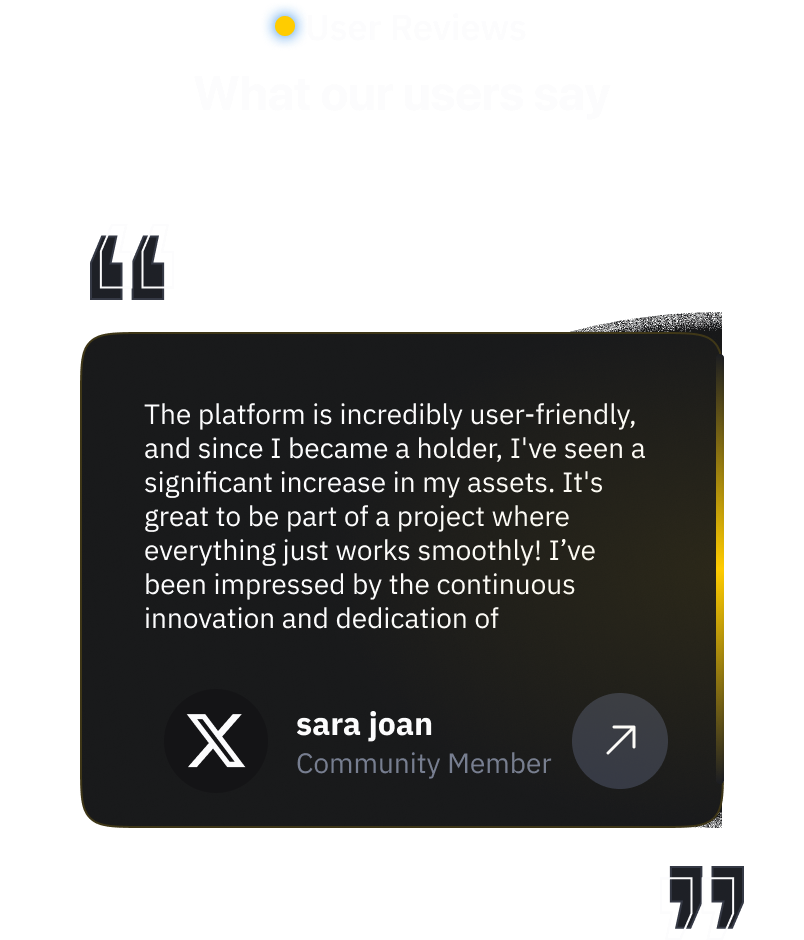 User Reviews
What our users say
The platform is incredibly user-friendly,
and since I became a holder, I've seen a
significant increase in my assets. It's
great to be part of a project where
everything just works smoothly! I’ve
been impressed by the continuous
innovation and dedication of
sara joan
Community Member